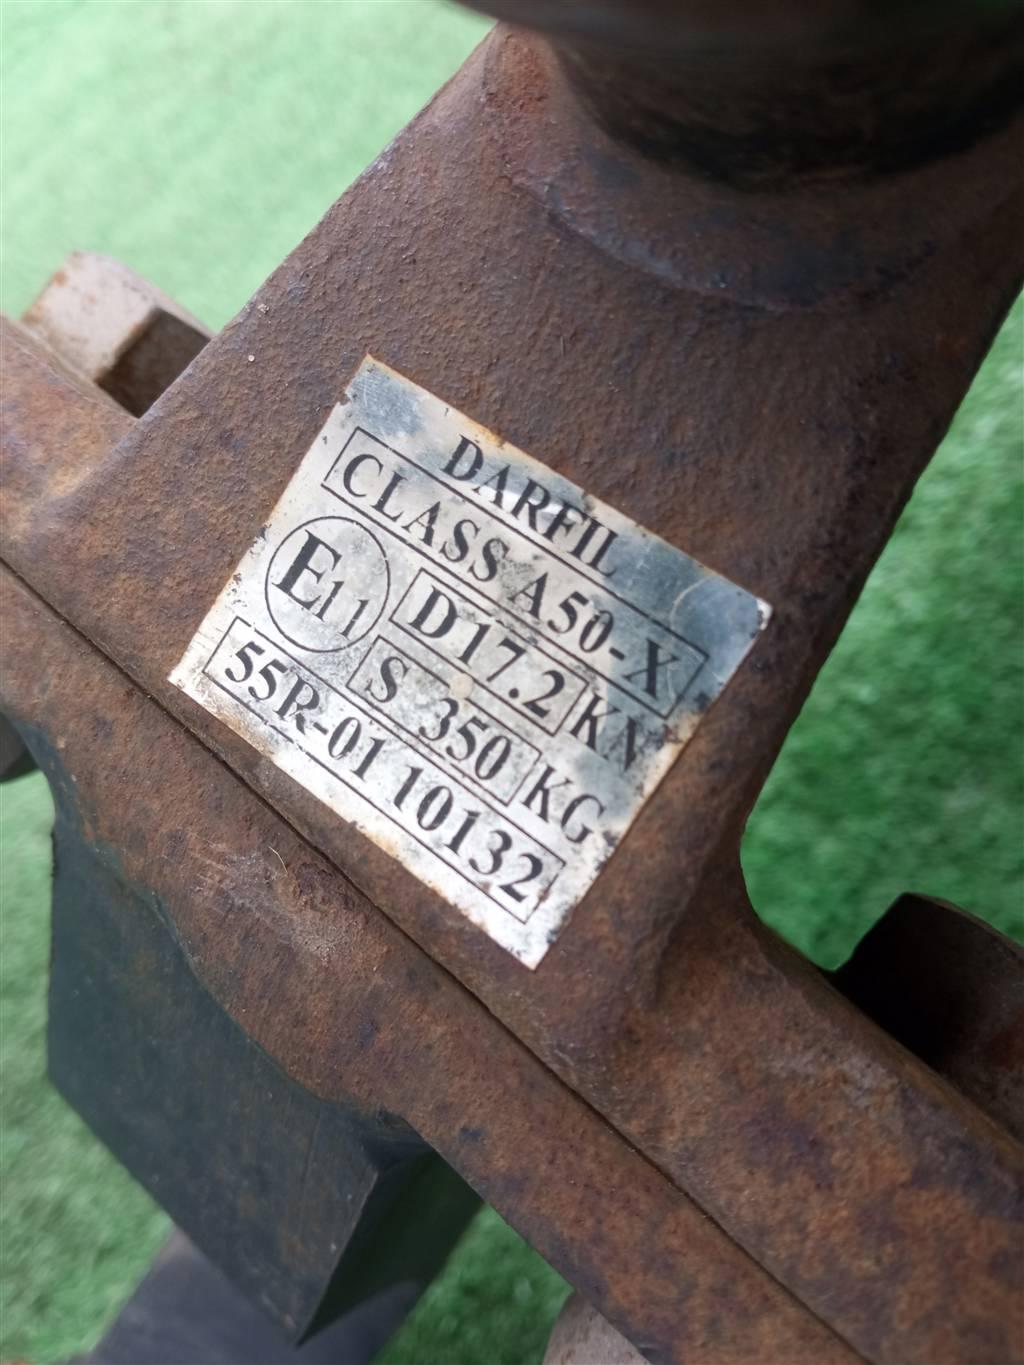 DARFIL
CLASS A50-X
E11 D17.2 KN
S 350 KG
55R-01 10132